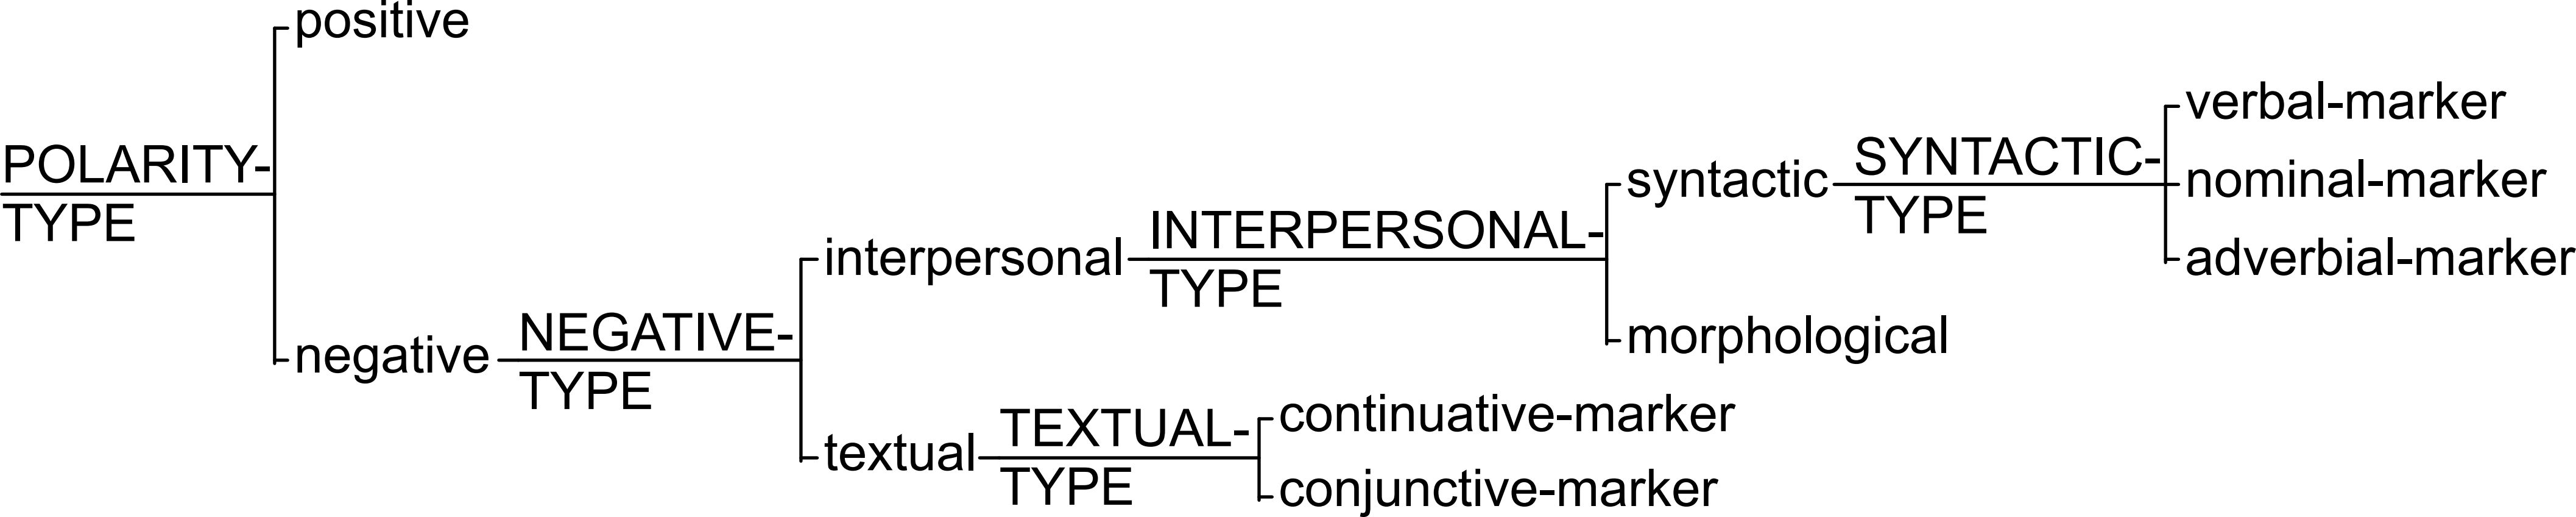 positive
POLARITY-
TYPE
negative
NEGATIVE-
TYPE
interpersonal
INTERPERSONAL-
TYPE
syntactic
SYNTACTIC-
TYPE
verbal-marker
nominal-marker
adverbial-marker
morphological
textual
TEXTUAL-
TYPE
continuative-marker
conjunctive-marker